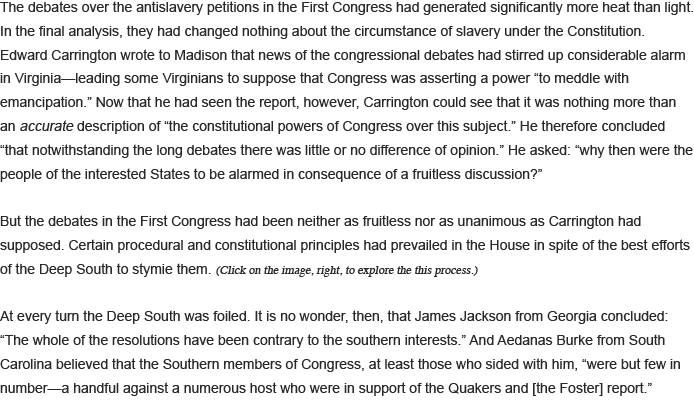 The debates over the antislavery petitions in the First Congress had generated significantly more heat than light.
In the final analysis, they had changed nothing about the circumstance of slavery under the Constitution.
Edward Carrington wrote to Madison that news of the congressional debates had stirred up considerable alarm
in Virginia—leading some Virginians to suppose that Congress was asserting a power “to meddle with
emancipation.” Now that he had seen the report, however, Carrington could see that it was nothing more than
an accurate description of “the constitutional powers of Congress over this subject.” He therefore concluded
“that notwithstanding the long debates there was little or no difference of opinion.” He asked: “why then were the
people of the interested States to be alarmed in consequence of a fruitless discussion?”
But the debates in the First Congress had been neither as fruitless nor as unanimous as Carrington had
supposed. Certain procedural and constitutional principles had prevailed in the House in spite of the best efforts
of the Deep South to stymie them. (Click on the image, right, to explore the this process.)
At every turn the Deep South was foiled. It is no wonder, then, that James Jackson from Georgia concluded:
“The whole of the resolutions have been contrary to the southern interests.” And Aedanas Burke from South
Carolina believed that the Southern members of Congress, at least those who sided with him, “were but few in
number—a handful against a numerous host who were in support of the Quakers and [the Foster] report.”